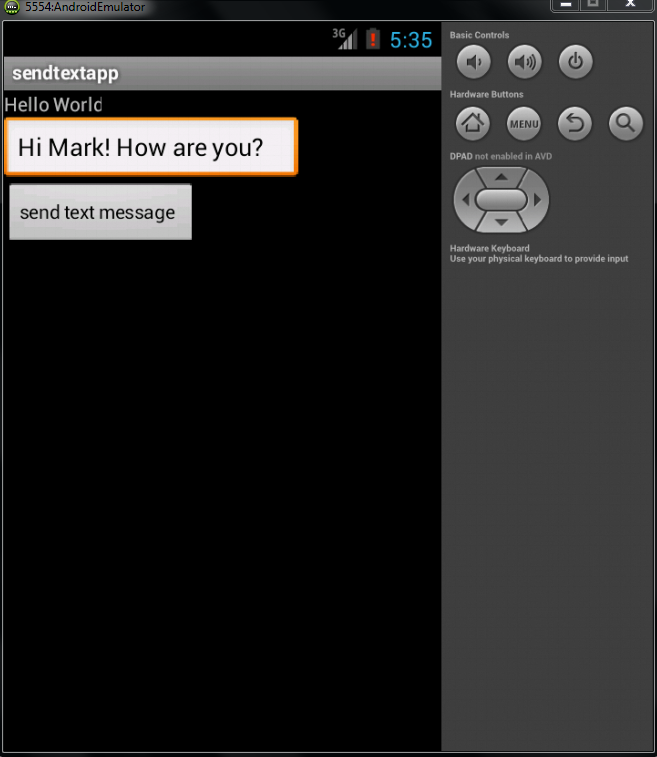 5554:AndroidEmulator
3G 5:35
sendtextapp
Hello World
Hi Mark! How are you?
send text message
Basic Controls
Hardware Buttons
MENU
DPAD not enabled in AVD
Hardware Keyboard
Use your physical keyboard to provide input